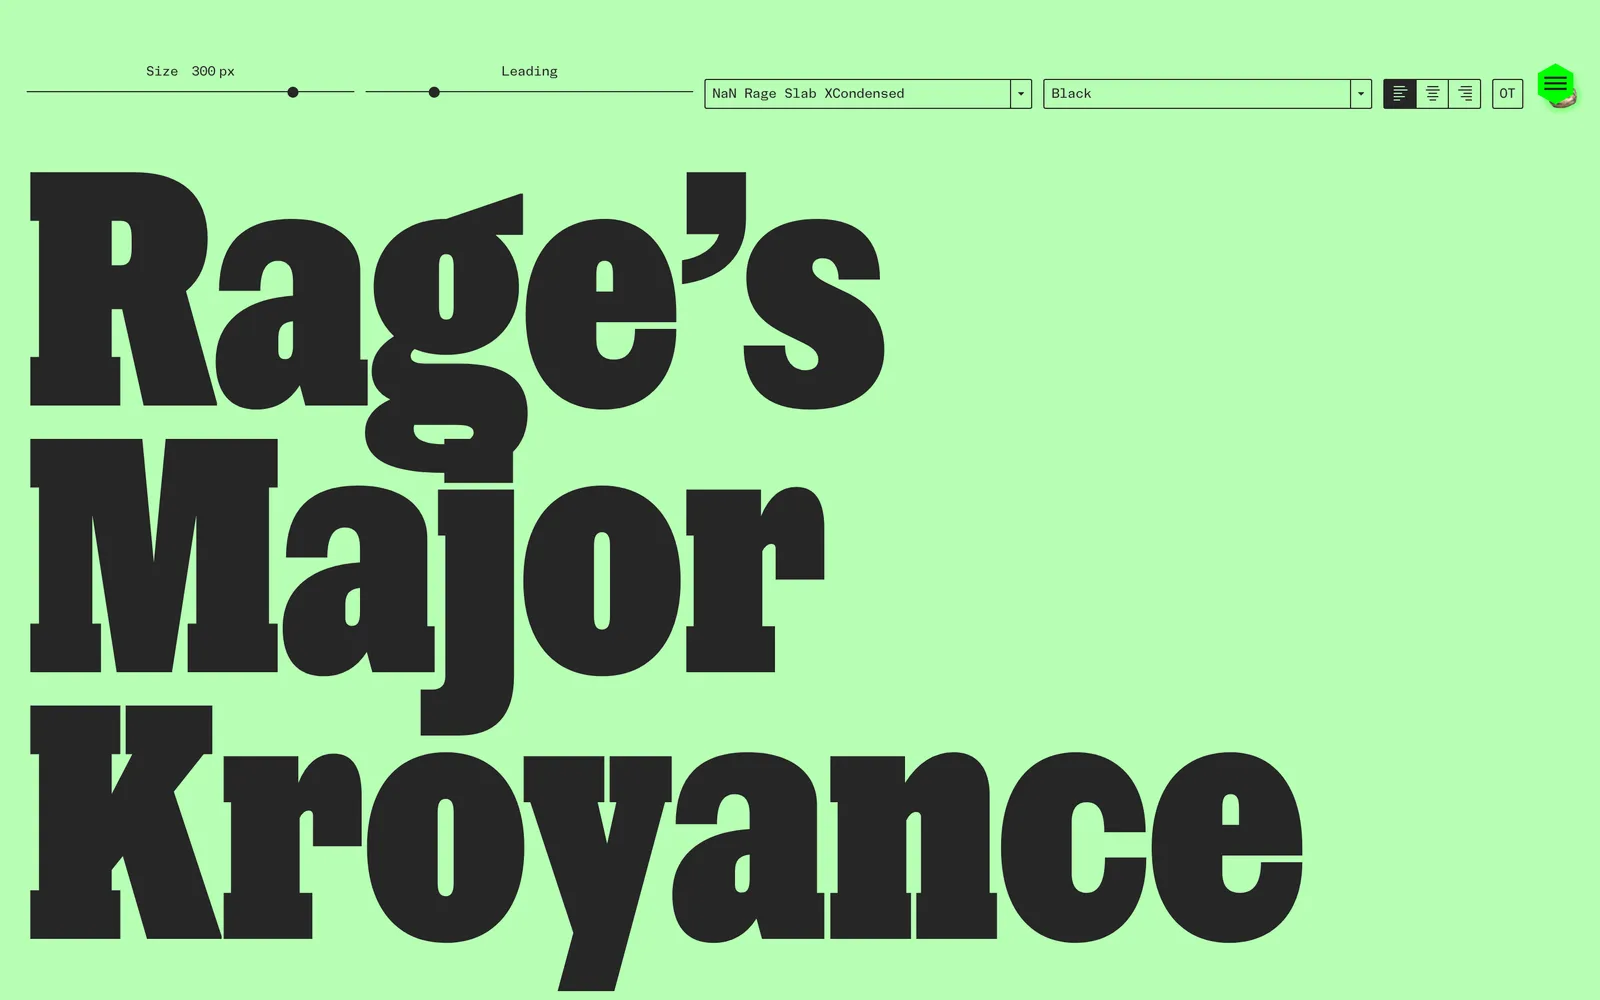 Size 300 px
Leading
NaN Rage Slab XCondensed
Black
OT
Rage’s
Major
Kroyance